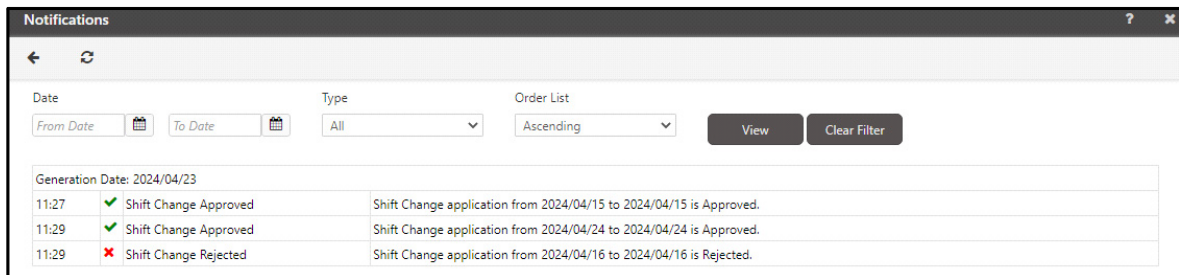 Notifications ?
Date Type Order List
From Date To Date All Ascending View Clear Filter
Generation Date: 2024/04/23
11:27 Shift Change Approved Shift Change application from 2024/04/15 to 2024/04/15 is Approved.
11:29 Shift Change Approved Shift Change application from 2024/04/24 to 2024/04/24 is Approved.
11:29 Shift Change Rejected Shift Change application from 2024/04/16 to 2024/04/16 is Rejected.